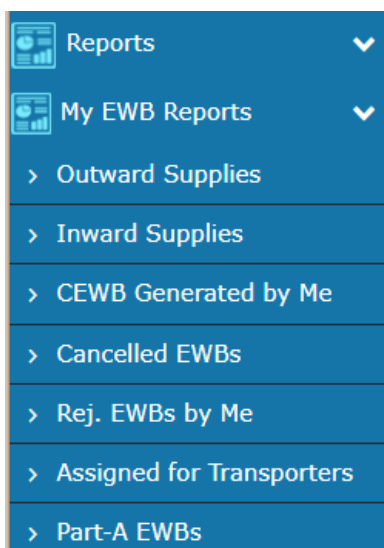 Reports
My EWB Reports
Outward Supplies
Inward Supplies
CEWB Generated by Me
Cancelled EWBs
Rej. EWBs by Me
Assigned for Transporters
Part-A EWBs